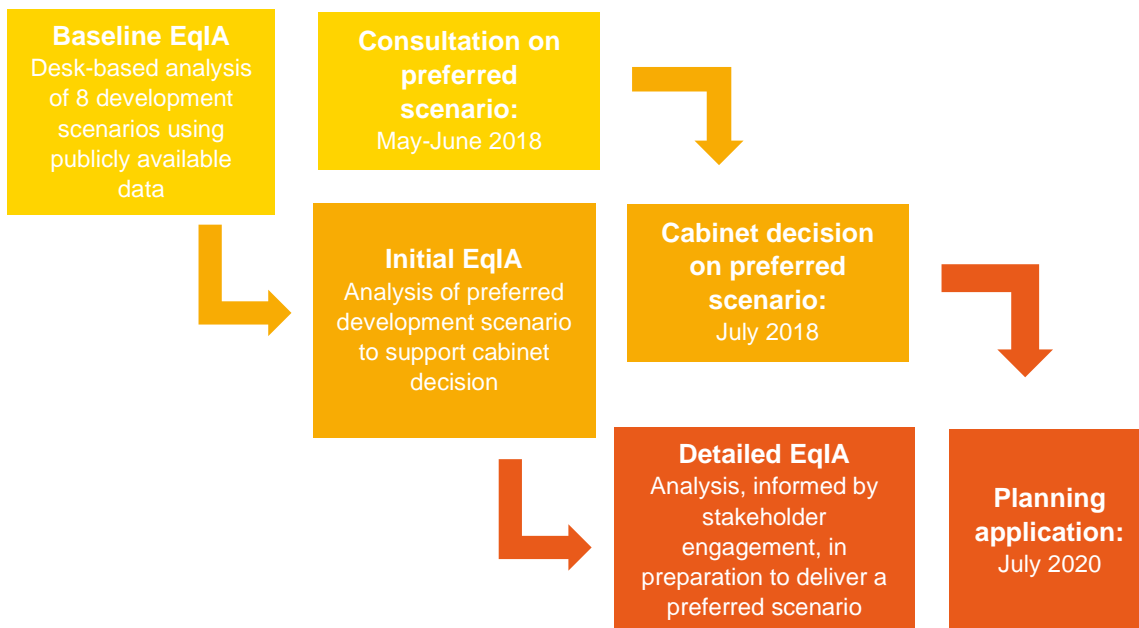 Baseline EqIA
Desk-based analysis
of 8 development
scenarios using
publicly available
data
Consultation on
preferred
scenario:
May-June 2018
Initial EqIA
Analysis of preferred
development scenario
to support cabinet
decision
Cabinet decision
on preferred
scenario:
July 2018
Detailed EqIA
Analysis, informed by
stakeholder
engagement, in
preparation to deliver a
preferred scenario
Planning
application:
July 2020